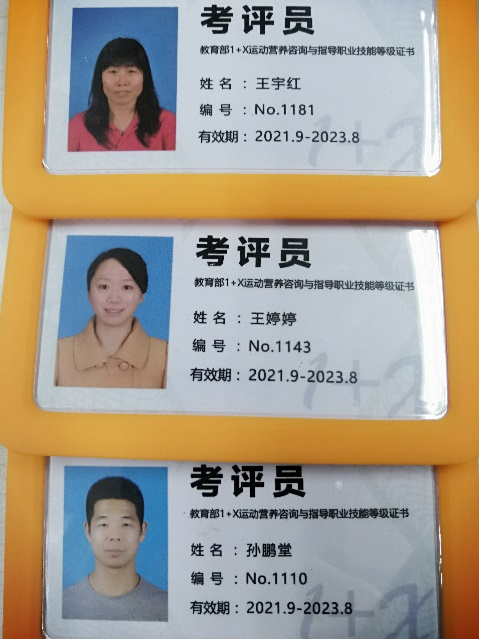 考评员
教育部1+X运动营养咨询与指导职业技能等级证书
姓 名 : 王宇红
编 号 : No.1181
有效期: 2021.9-2023.8
1+X
考评员
教育部1+X运动营养咨询与指导职业技能等级证书
姓 名 : 王婷婷
编 号 : No.1143
有效期: 2021.9-2023.8
1+X
考评员
教育部1+X运动营养咨询与指导职业技能等级证书
姓 名 : 孙鹏堂
编 号 : No.1110
有效期: 2021.9-2023.8
1+X